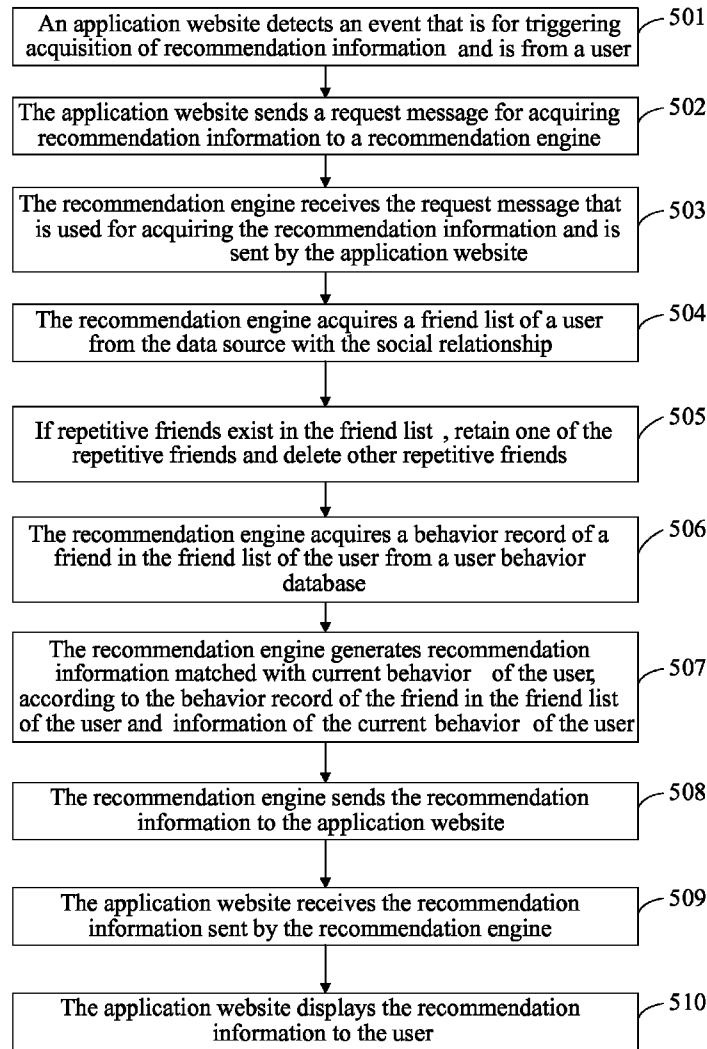 An application website detects an event that is for triggering
acquisition of recommendation information and is from a user
501
The application website sends a request message for acquiring
recommendation information to a recommendation engine
502
The recommendation engine receives the request message that
is used for acquiring the recommendation information and is
sent by the application website
503
The recommendation engine acquires a friend list of a user
from the data source with the social relationship
504
If repetitive friends exist in the friend list , retain one of the
repetitive friends and delete other repetitive friends
505
The recommendation engine acquires a behavior record of a
friend in the friend list of the user from a user behavior
database
506
The recommendation engine generates recommendation
information matched with current behavior of the user,
according to the behavior record of the friend in the friend list
of the user and information of the current behavior of the user
507
The recommendation engine sends the recommendation
information to the application website
508
The application website receives the recommendation
information sent by the recommendation engine
509
The application website displays the recommendation
information to the user
510